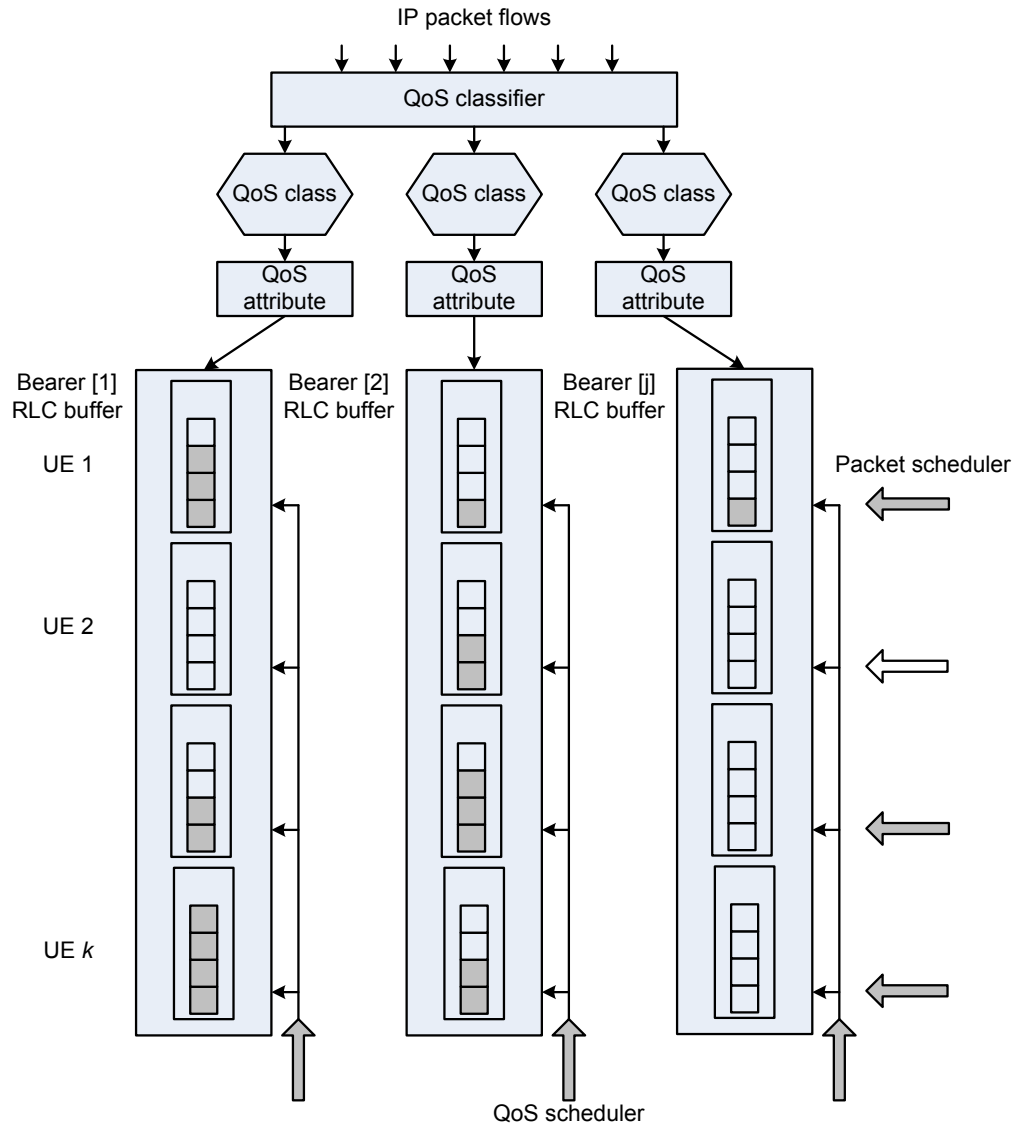 IP packet flows
QoS classifier
QoS class
QoS class
QoS class
QoS
attribute
QoS
attribute
QoS
attribute
Bearer [1]
RLC buffer
Bearer [2]
RLC buffer
Bearer [j]
RLC buffer
UE 1
Packet scheduler
UE 2
UE k
QoS scheduler